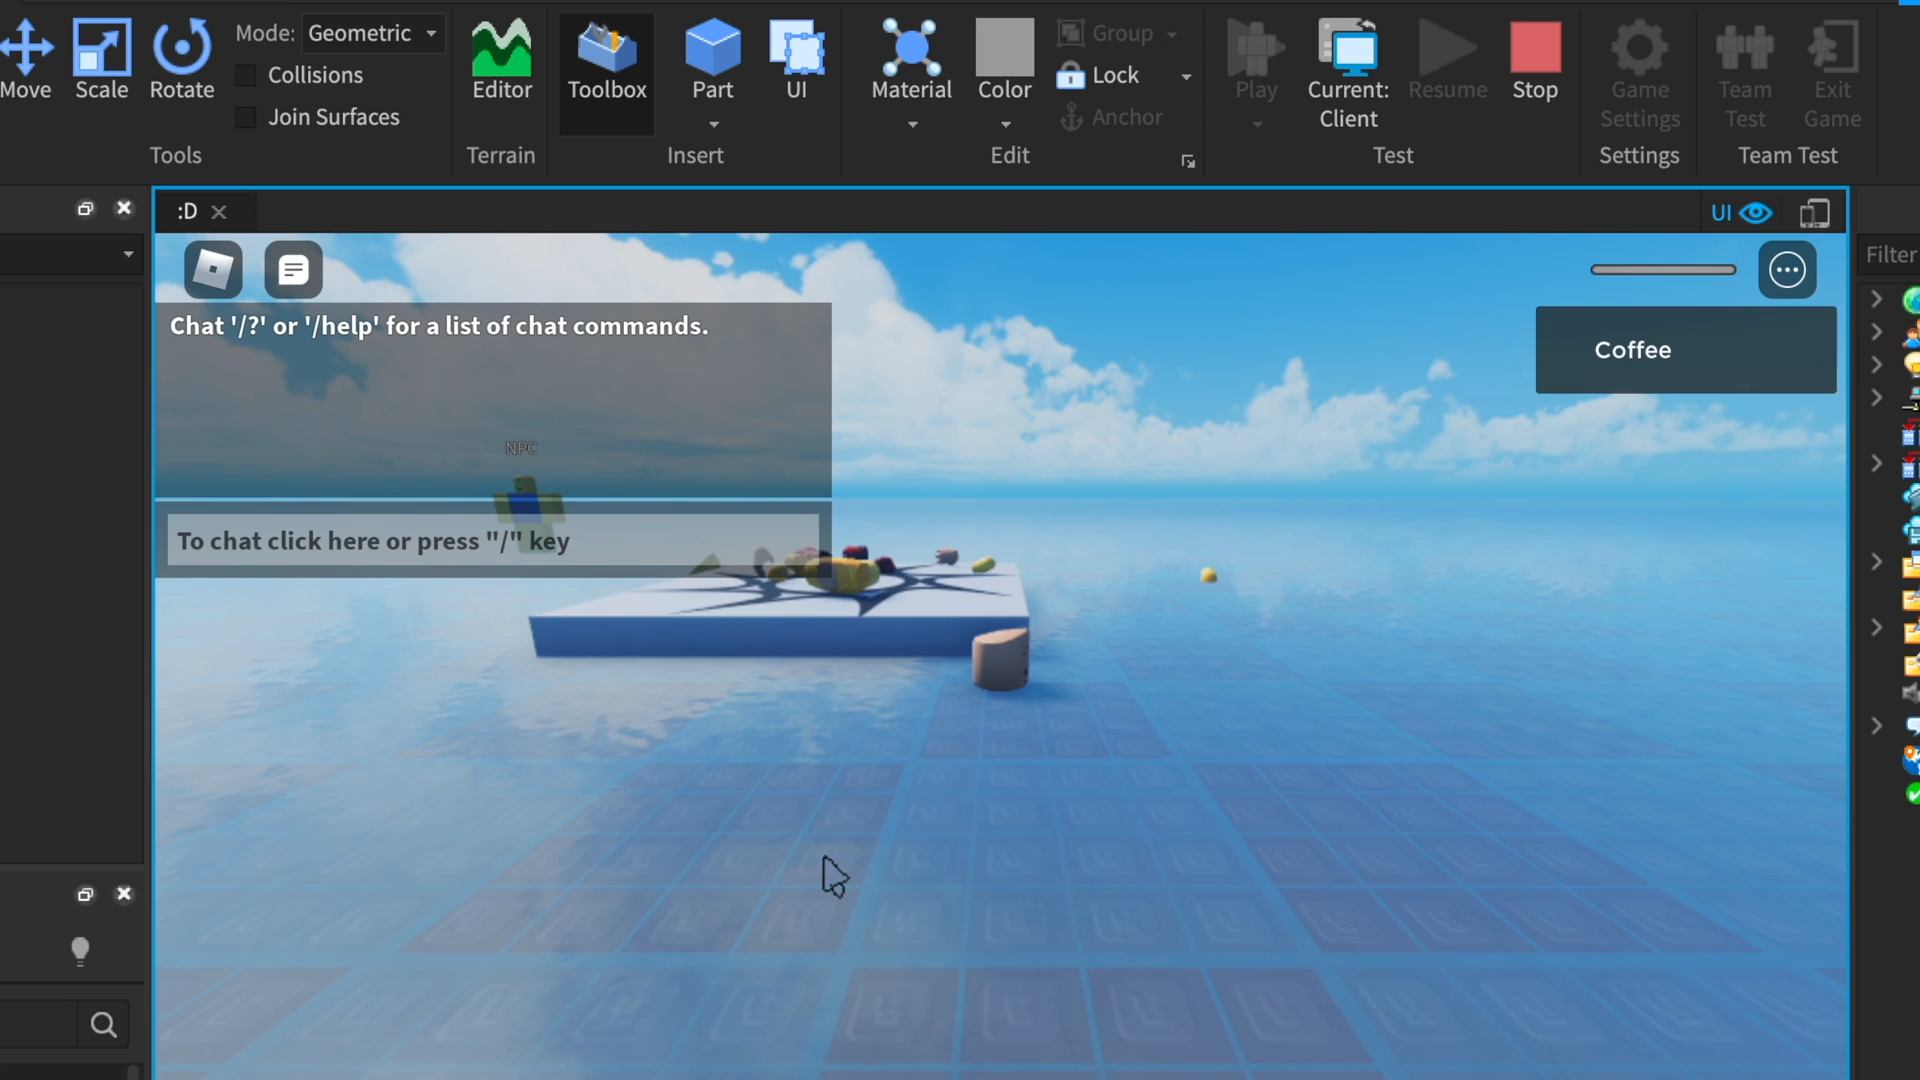 Move
Scale
Rotate
Mode: Geometric
Collisions
Join Surfaces
Tools
Editor
Terrain
Toolbox
Part
UI
Insert
Material
Color
Group
Lock
Anchor
Edit
Play
Current:
Client
Resume
Stop
Test
Game
Settings
Settings
Team
Test
Exit
Game
Team Test
:D
UI
Filter
Chat '/?' or '/help' for a list of chat commands.
Coffee
NPC
To chat click here or press "/" key